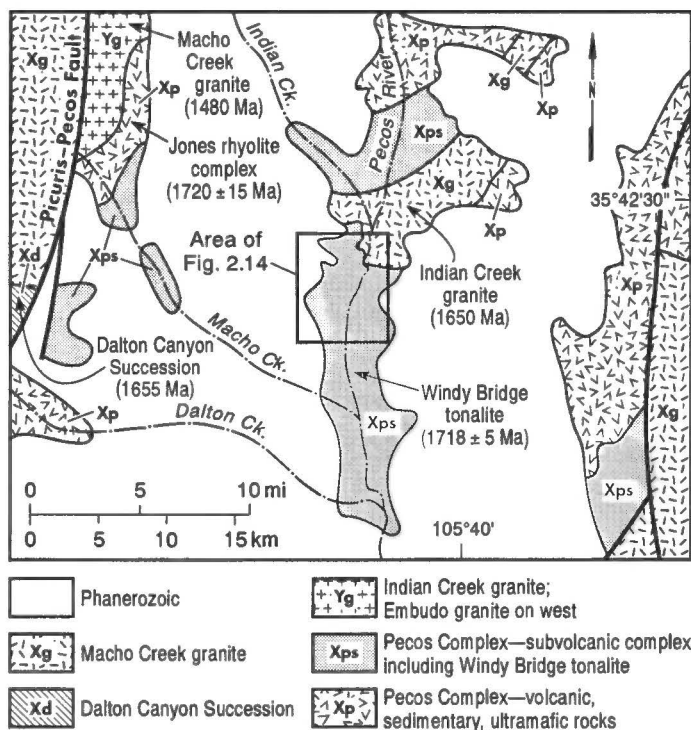 Xg
Yg
Macho
Creek
granite
(1480 Ma)
Xp
Jones rhyolite
complex
(1720 ± 15 Ma)
Picuris-Pecos Fault
Indian Ck.
Xp
Pecos River
Xg
Xp
N
Xps
Xg
Xp
35°42'30"
Xps
Area of
Fig. 2.14
Indian Creek
granite
(1650 Ma)
Xp
Xd
Dalton Canyon
Succession
(1655 Ma)
Macho Ck.
Xp
Dalton Ck.
Windy Bridge
tonalite
(1718 ± 5 Ma)
Xps
Xg
Xps
0 5 10 mi
0 5 10 15 km
105°40'
Phanerozoic
Xg Macho Creek granite
Xd Dalton Canyon Succession
Yg Indian Creek granite;
Embudo granite on west
Xps Pecos Complex—subvolcanic complex
including Windy Bridge tonalite
Xp Pecos Complex—volcanic,
sedimentary, ultramafic rocks